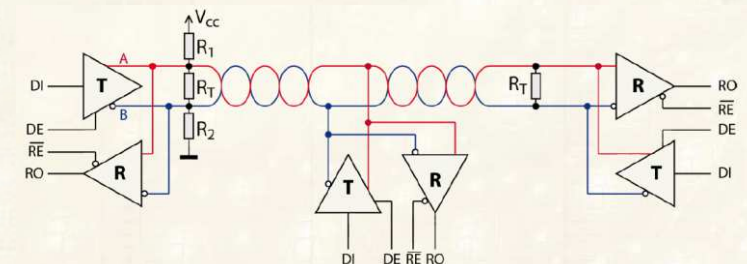 Vcc
A R1
DI T RT RT R RO
B RE
DE R2 DE
RE
RO R T R T DI
DI DE RE RO